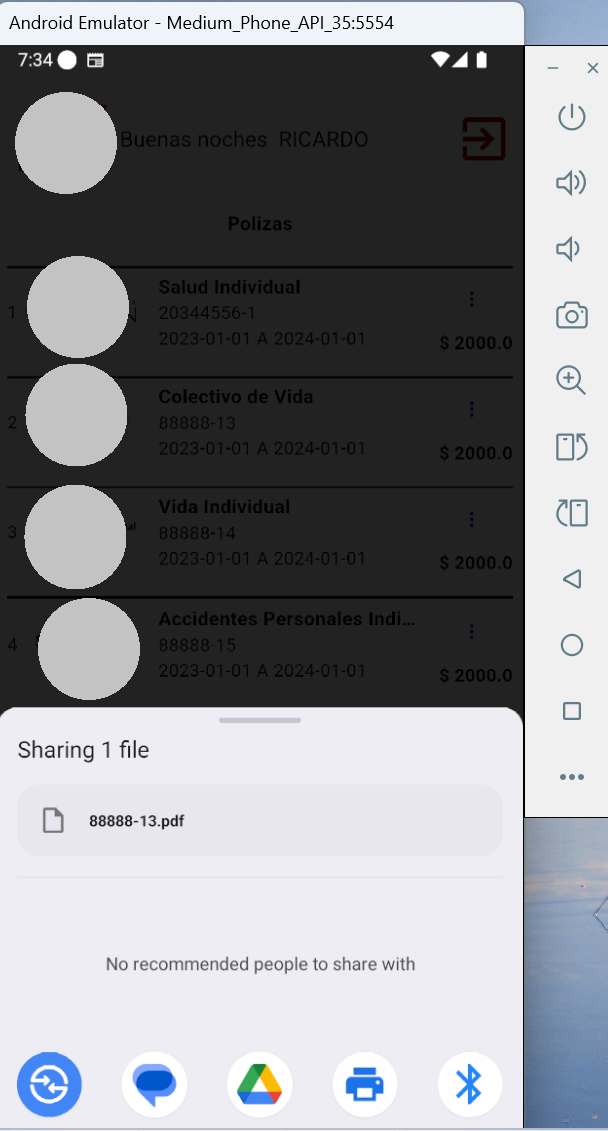 Android Emulator - Medium_Phone_API_35:5554
7:34
Buenas noches RICARDO
Polizas
1
Salud Individual
20344556-1
2023-01-01 A 2024-01-01
$ 2000.0
2
Colectivo de Vida
88888-13
2023-01-01 A 2024-01-01
$ 2000.0
3
Vida Individual
88888-14
2023-01-01 A 2024-01-01
$ 2000.0
4
Accidentes Personales Indi...
88888-15
2023-01-01 A 2024-01-01
$ 2000.0
Sharing 1 file
88888-13.pdf
No recommended people to share with